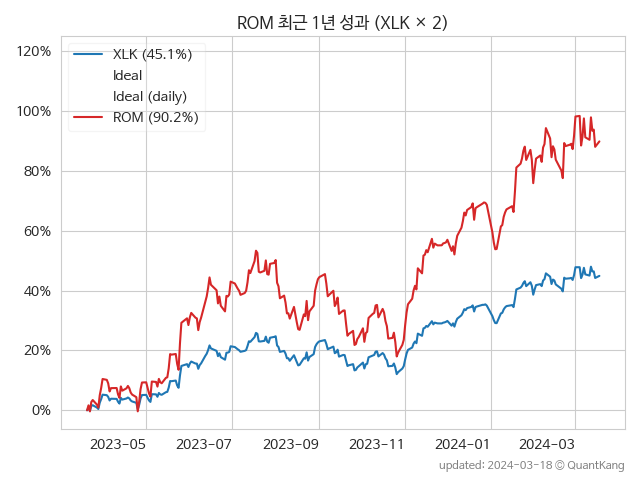 ROM 최근 1년 성과 (XLK × 2)
120%
100%
80%
60%
40%
20%
0%
XLK (45.1%)
Ideal
Ideal (daily)
ROM (90.2%)
2023-05
2023-07
2023-09
2023-11
2024-01
2024-03
updated: 2024-03-18 © QuantKang